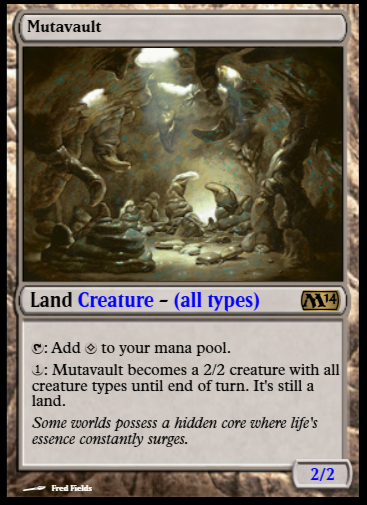 Mutavault
Land Creature – (all types)
M14
: Add to your mana pool.
1: Mutavault becomes a 2/2 creature with all
creature types until end of turn. It's still a
land.
Some worlds possess a hidden core where life's
essence constantly surges.
2/2
Fred Fields